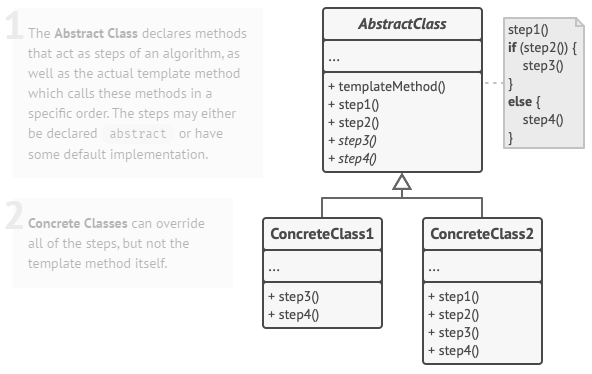 1
The Abstract Class declares methods
that act as steps of an algorithm, as
well as the actual template method
which calls these methods in a
specific order. The steps may either
be declared abstract or have
some default implementation.
2
Concrete Classes can override
all of the steps, but not the
template method itself.
AbstractClass
...
+ templateMethod()
+ step1()
+ step2()
+ step3()
+ step4()
step1()
if (step2()) {
step3()
}
else {
step4()
}
ConcreteClass1
...
+ step3()
+ step4()
ConcreteClass2
...
+ step1()
+ step2()
+ step3()
+ step4()